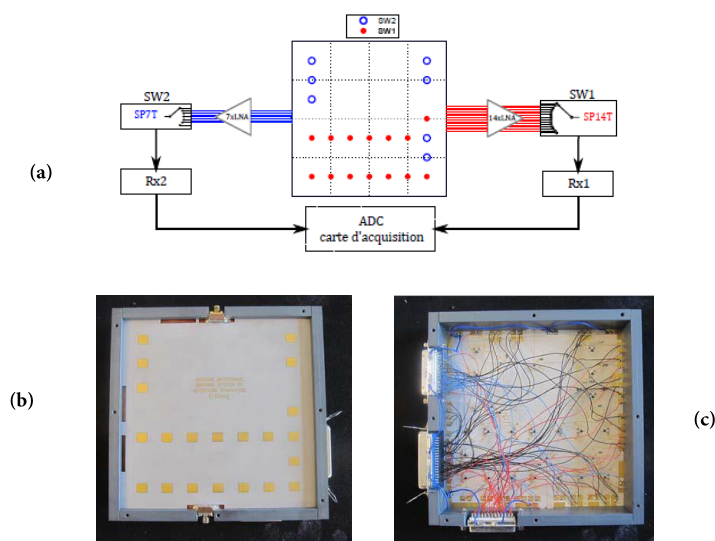 SW2
SW1
SW2
SP7T
7xLNA
14xLNA
SW1
SP14T
(a)
Rx2
Rx1
ADC
carte d'acquisition
(b)
(c)